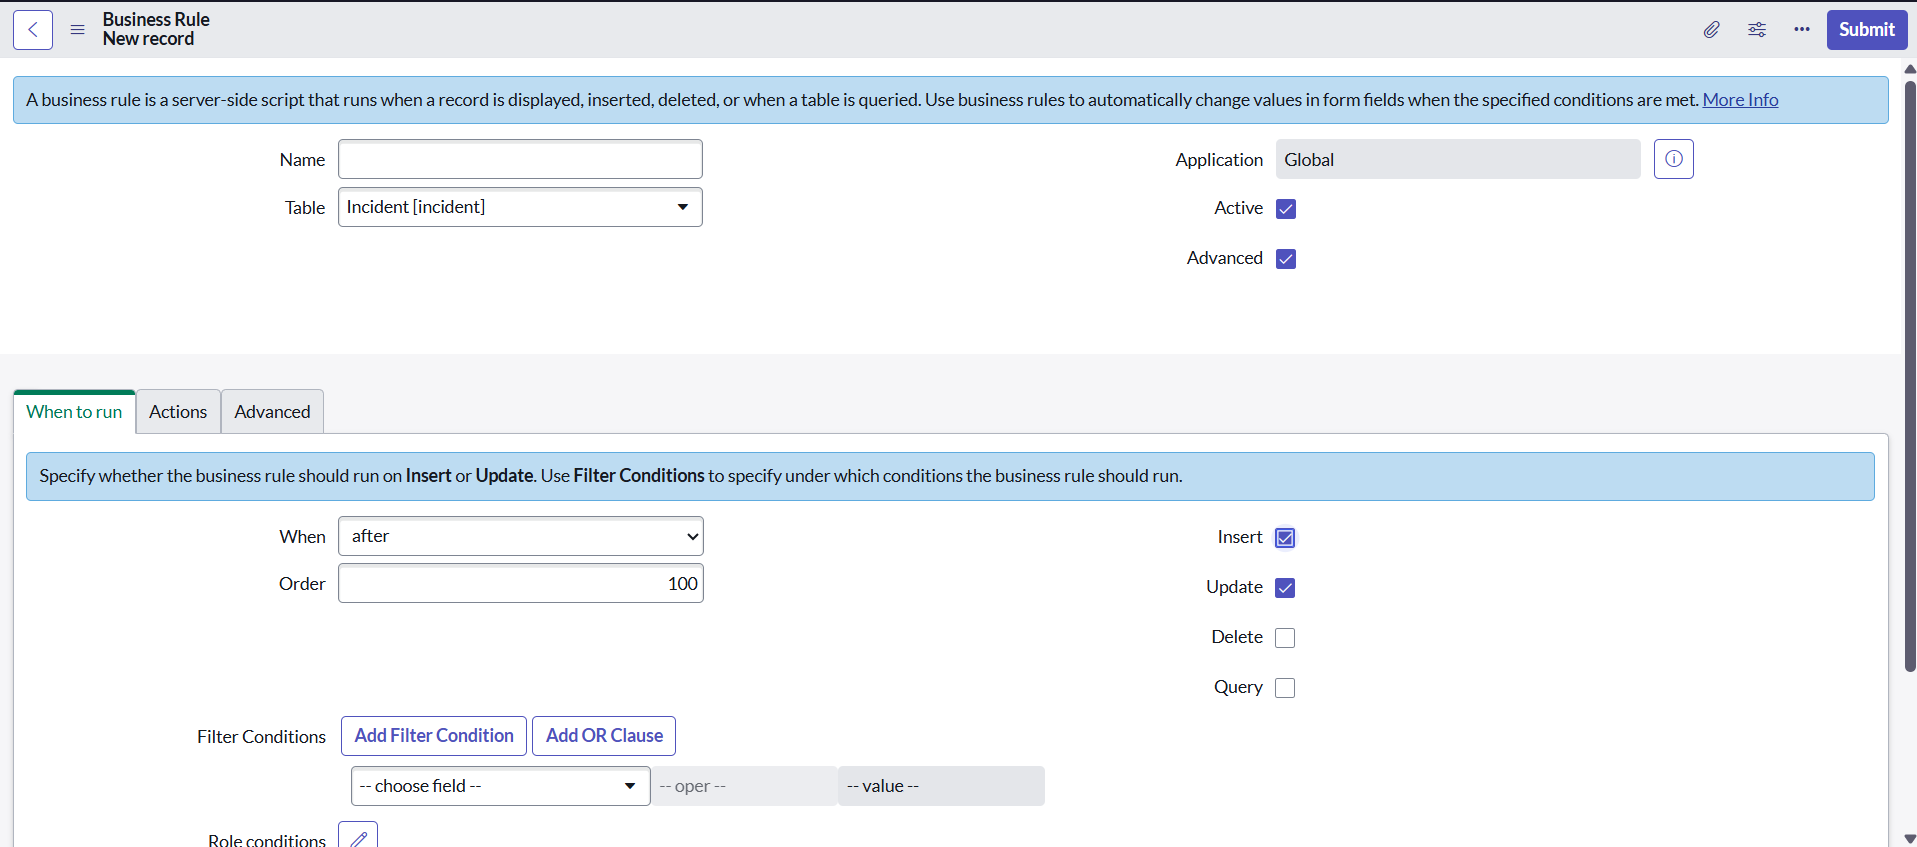 Business Rule
New record
Submit
A business rule is a server-side script that runs when a record is displayed, inserted, deleted, or when a table is queried. Use business rules to automatically change values in form fields when the specified conditions are met. More Info
Name
Application Global
Table Incident [incident]
Active
Advanced
When to run Actions Advanced
Specify whether the business rule should run on Insert or Update. Use Filter Conditions to specify under which conditions the business rule should run.
When after
Insert
Order 100
Update
Delete
Query
Filter Conditions Add Filter Condition Add OR Clause
-- choose field -- -- oper -- -- value --
Role conditions